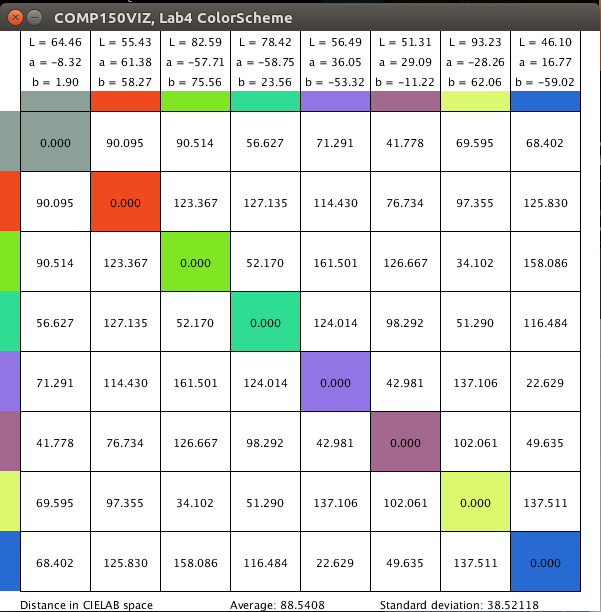 COMP150VIZ, Lab4 ColorScheme
L = 64.46 L = 55.43 L = 82.59 L = 78.42 L = 56.49 L = 51.31 L = 93.23 L = 46.10
a = -8.32 a = 61.38 a = -57.71 a = -58.75 a = 36.05 a = 29.09 a = -28.26 a = 16.77
b = 1.90 b = 58.27 b = 75.56 b = 23.56 b = -53.32 b = -11.22 b = 62.06 b = -59.02
0.000 90.095 90.514 56.627 71.291 41.778 69.595 68.402
90.095 0.000 123.367 127.135 114.430 76.734 97.355 125.830
90.514 123.367 0.000 52.170 161.501 126.667 34.102 158.086
56.627 127.135 52.170 0.000 124.014 98.292 51.290 116.484
71.291 114.430 161.501 124.014 0.000 42.981 137.106 22.629
41.778 76.734 126.667 98.292 42.981 0.000 102.061 49.635
69.595 97.355 34.102 51.290 137.106 102.061 0.000 137.511
68.402 125.830 158.086 116.484 22.629 49.635 137.511 0.000
Distance in CIELAB space Average: 88.5408 Standard deviation: 38.52118